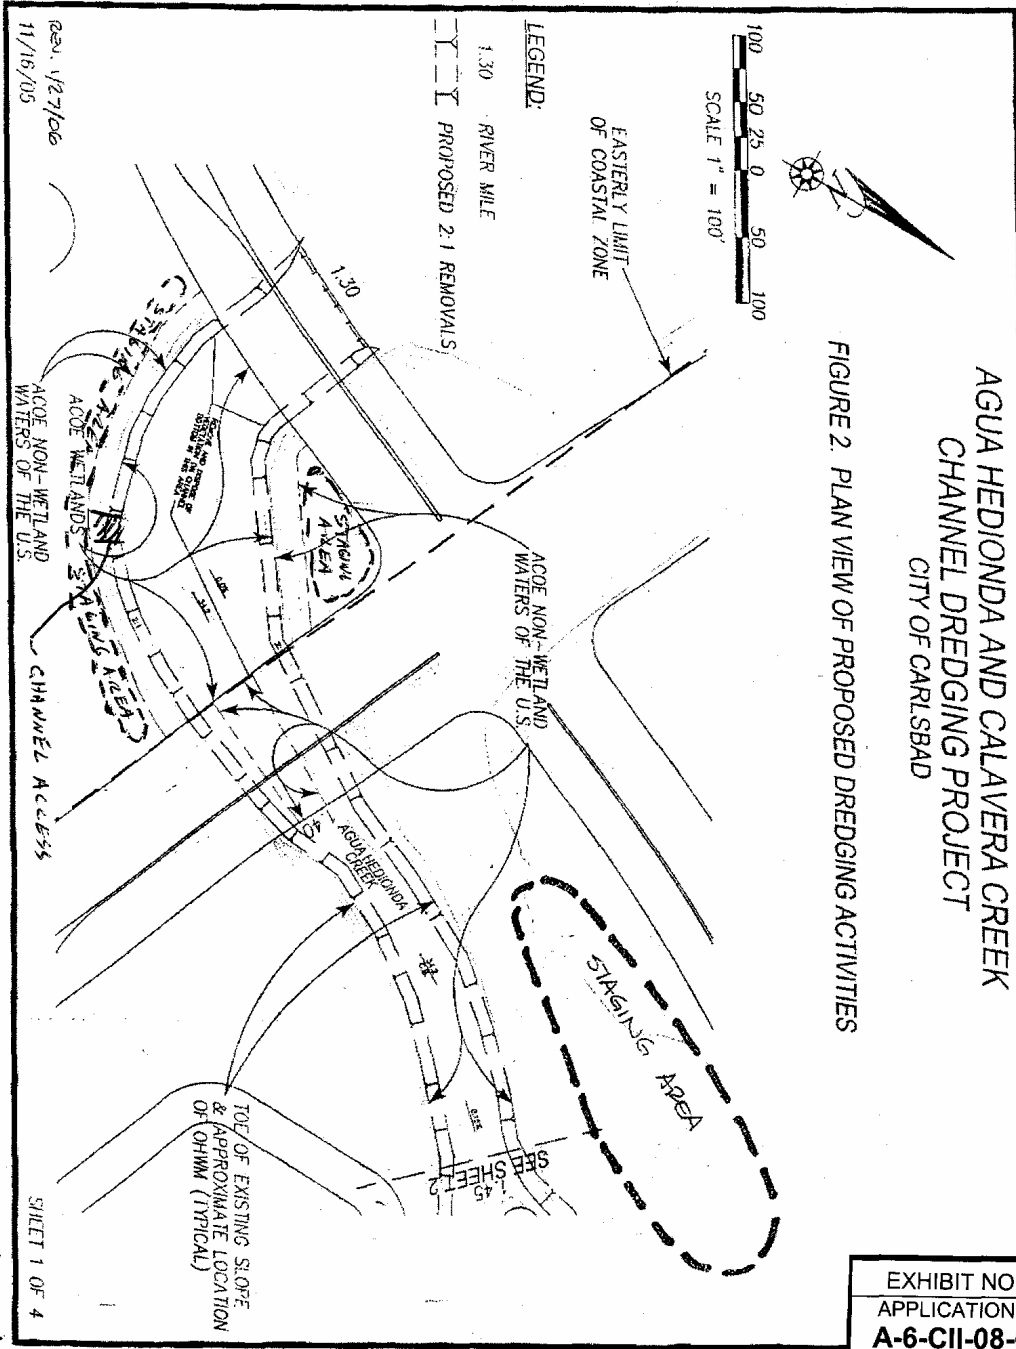 AGUA HEDIONDA AND CALAVERA CREEK
CHANNEL DREDGING PROJECT
CITY OF CARLSBAD
FIGURE 2. PLAN VIEW OF PROPOSED DREDGING ACTIVITIES
100 50 25 0 50 100
SCALE 1" = 100'
N
EASTERLY LIMIT
OF COASTAL ZONE
LEGEND:
1.30 RIVER MILE
PROPOSED 2:1 REMOVALS
1.30
STAGING
AREA
ACOE NON-WETLAND
WATERS OF THE U.S.
STAGING AREA
STAGING AREA
ACOE WETLANDS
STAGING AREA
ACOE NON-WETLAND
WATERS OF THE U.S.
CHANNEL ACCESS
40
AGUA HEDIONDA
CREEK
45
SEE SHEET 2
TOE OF EXISTING SLOPE
& APPROXIMATE LOCATION
OF OHWM (TYPICAL)
REV. 1/27/06
11/16/05
SHEET 1 OF 4
EXHIBIT NO
APPLICATION
A-6-CII-08-